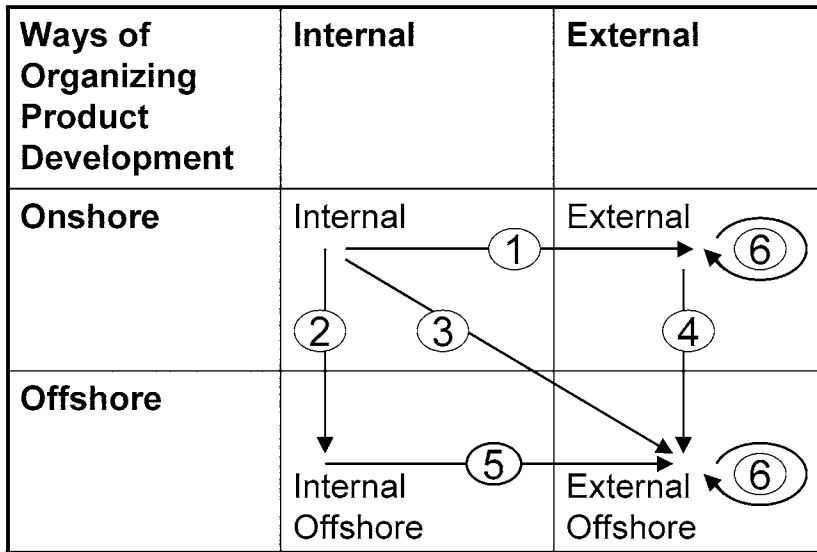 Ways of
Organizing
Product
Development
Internal
External
Onshore
Internal
External
1
6
2
3
4
Offshore
5
6
Internal
Offshore
External
Offshore